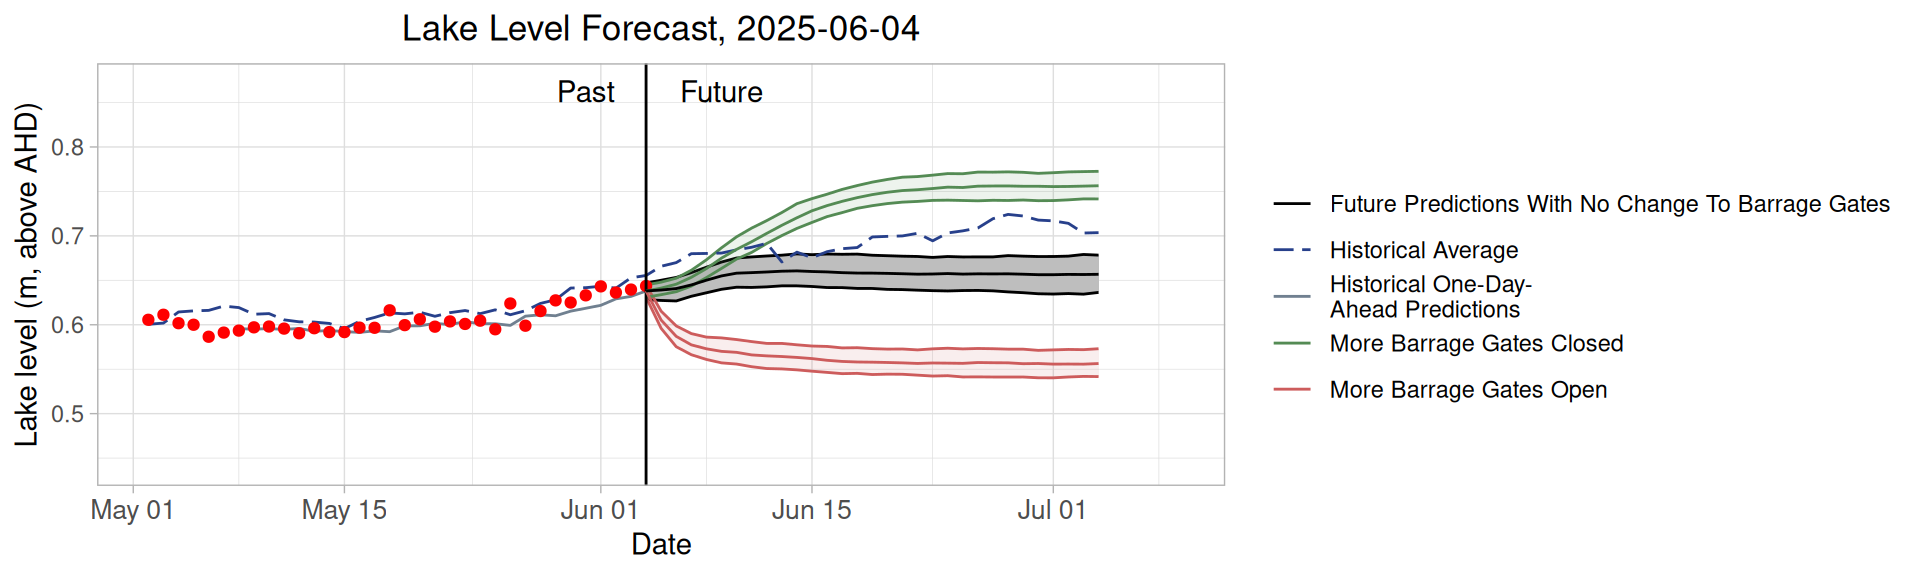 Lake Level Forecast, 2025-06-04
Past
Future
Lake level (m, above AHD)
0.8
0.7
0.6
0.5
May 01
May 15
Jun 01
Jun 15
Jul 01
Date
Future Predictions With No Change To Barrage Gates
Historical Average
Historical One-Day-
Ahead Predictions
More Barrage Gates Closed
More Barrage Gates Open